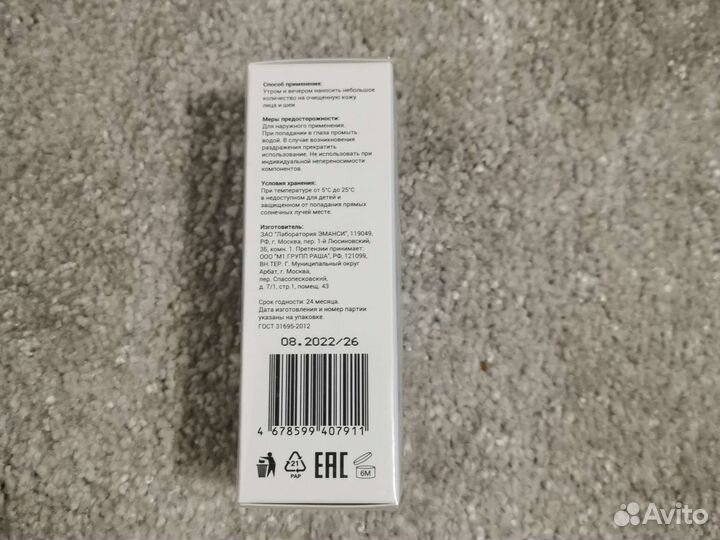 Способ применения:
Утром и вечером наносить небольшое
количество на очищенную кожу
лица и шеи
Меры предосторожности:
Для наружного применения.
При попадании в глаза промыть
водой. В случае возникновения
раздражения прекратить
использование. Не использовать при
индивидуальной непереносимости
компонентов.
Условия хранения:
При температуре от 5°С до 25°С
в недоступном для детей и
защищенном от попадания прямых
солнечных лучей месте.
Изготовитель:
ЗАО "Лаборатория ЭМАНСИ", 119049,
РФ, г. Москва, пер. 1-й Люсиновский,
3Б, комн. 1. Претензии принимает:
ООО "М1 ГРУПП РАША", РФ, 121099,
ВН.ТЕР. Г. Муниципальный округ
Арбат, г. Москва,
пер. Спасопесковский,
д. 7/1, стр.1, помещ. 43
Срок годности: 24 месяца.
Дата изготовления и номер партии
указаны на упаковке.
ГОСТ 31695-2012
08.2022/26
4 678599 407911
21
PAP
EAC
6M
Avito